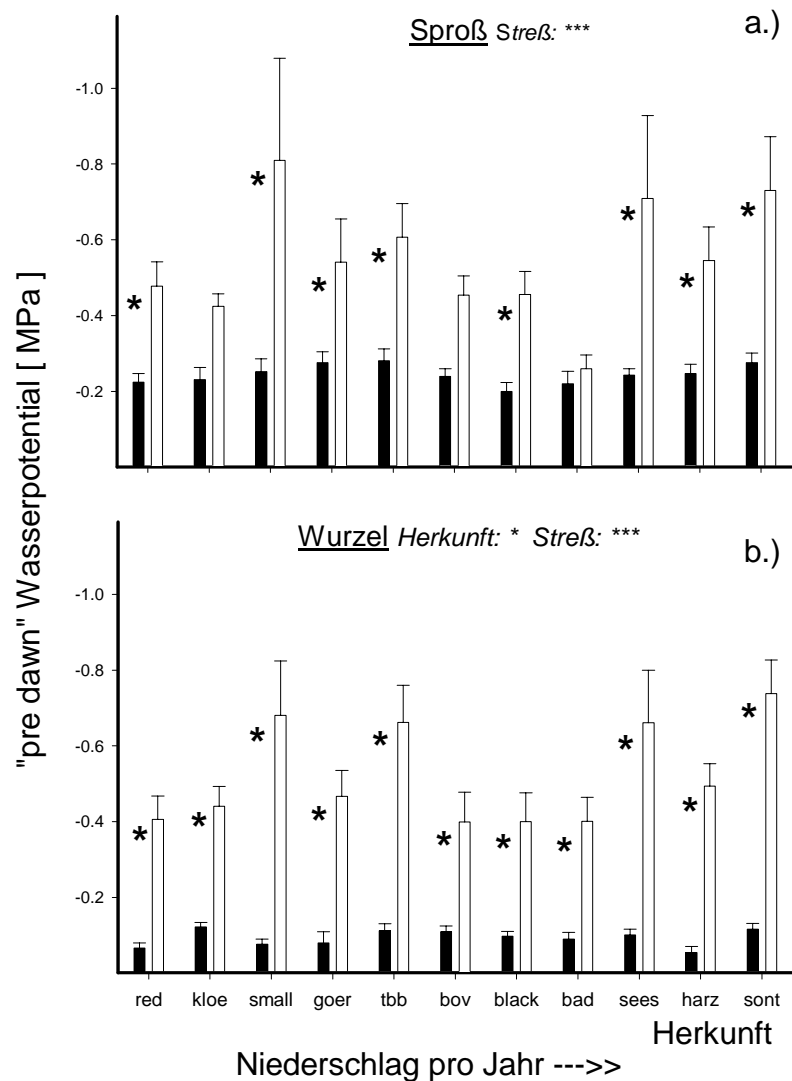 Sproß Streß: ***
a.)
-1.0
-0.8
-0.6
-0.4
-0.2
* * * * * * * *
"pre dawn" Wasserpotential [ MPa ]
Wurzel Herkunft: * Streß: ***
b.)
-1.0
-0.8
-0.6
-0.4
-0.2
* * * * * * * * * * *
red kloe small goer tbb bov black bad sees harz sont
Herkunft
Niederschlag pro Jahr --->>